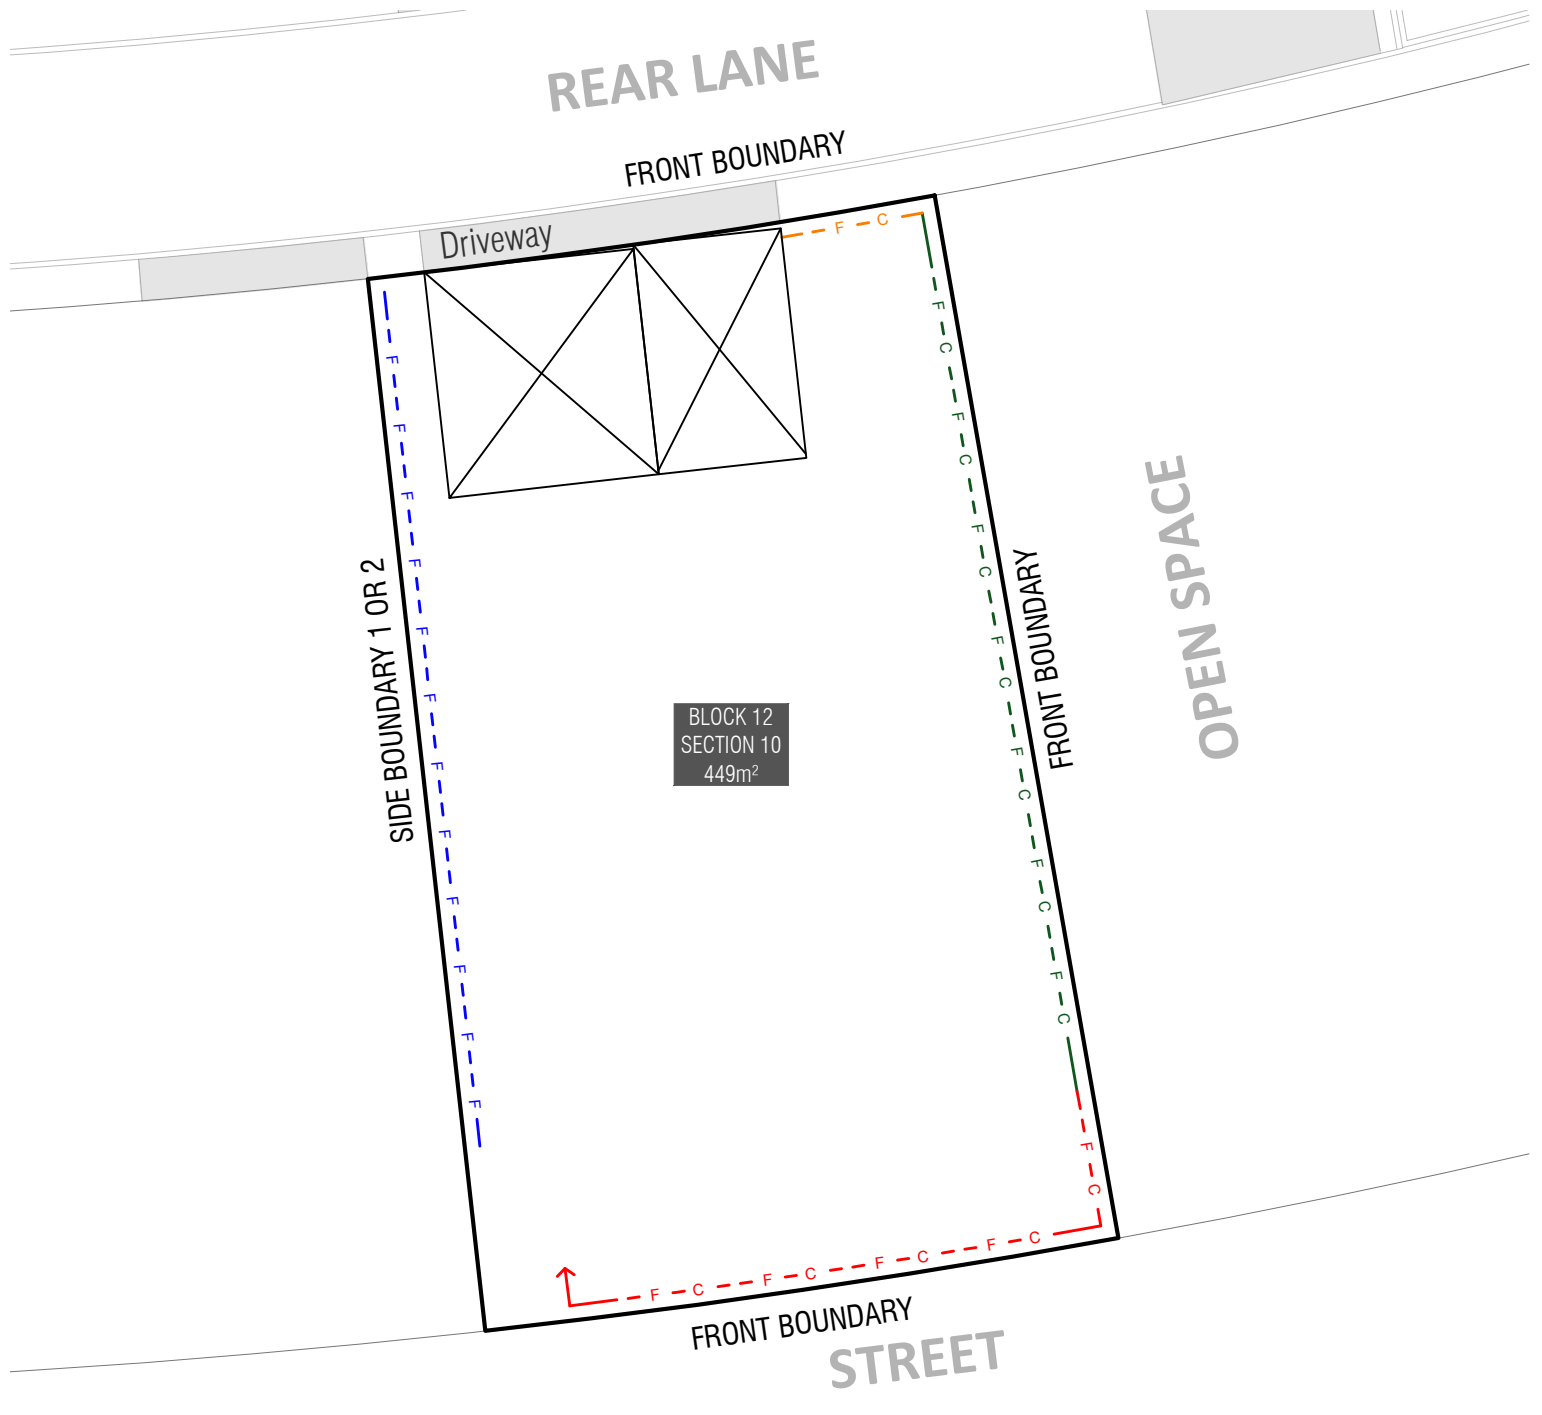 REAR LANE
FRONT BOUNDARY
Driveway
F C
F C F C F C F C F C F C F C
F F F F F F F F F F F F
SIDE BOUNDARY 1 OR 2
OPEN SPACE
FRONT BOUNDARY
BLOCK 12
SECTION 10
449m²
F C
F C F C F C F C
FRONT BOUNDARY
STREET